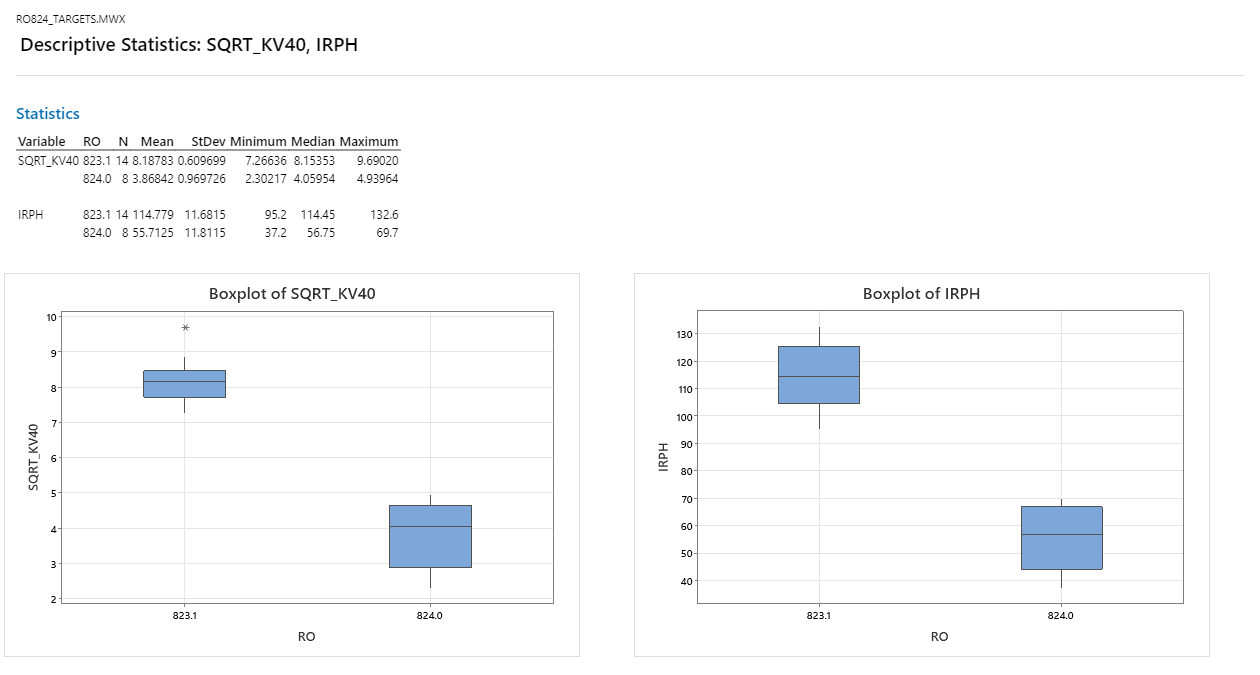 RO824_TARGETS.MWX
Descriptive Statistics: SQRT_KV40, IRPH
Statistics
Variable RO N Mean StDev Minimum Median Maximum
SQRT_KV40 823.1 14 8.18783 0.609699 7.26636 8.15353 9.69020
824.0 8 3.86842 0.969726 2.30217 4.05954 4.93964
IRPH 823.1 14 114.779 11.6815 95.2 114.45 132.6
824.0 8 55.7125 11.8115 37.2 56.75 69.7
Boxplot of SQRT_KV40
10
9
8
7
6
5
4
3
2
SQRT_KV40
823.1 824.0
RO
Boxplot of IRPH
130
120
110
100
90
80
70
60
50
40
IRPH
823.1 824.0
RO